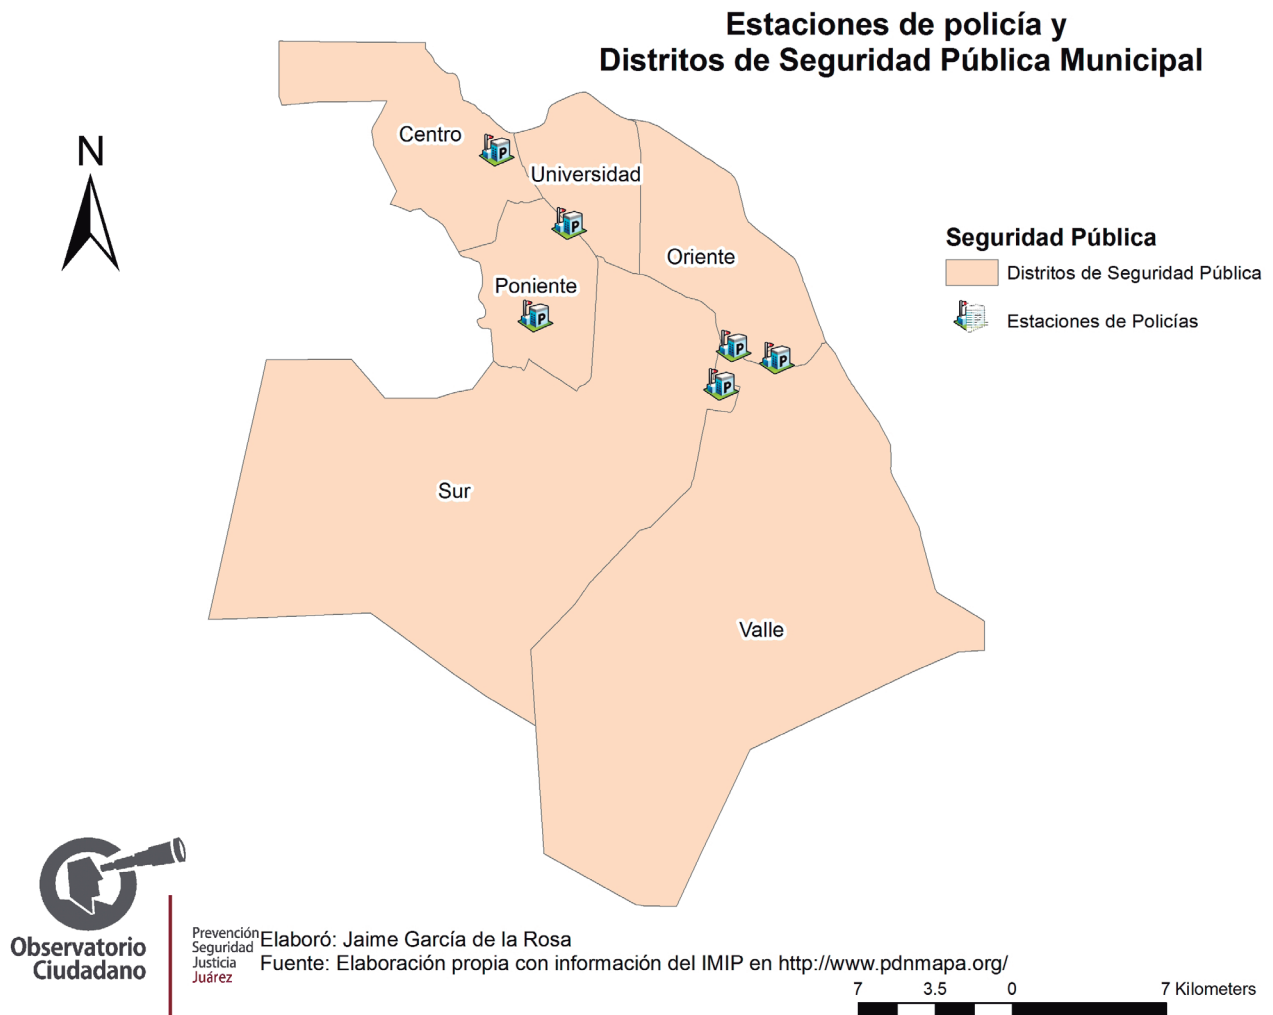 Estaciones de policía y
Distritos de Seguridad Pública Municipal
N
Centro
Universidad
Oriente
Poniente
Sur
Valle
Seguridad Pública
Distritos de Seguridad Pública
Estaciones de Policías
P
P
P
P
P
P
Observatorio
Ciudadano
Prevención
Seguridad
Justicia
Juárez
Elaboró: Jaime García de la Rosa
Fuente: Elaboración propia con información del IMIP en http://www.pdnmapa.org/
7 3.5 0 7 Kilometers